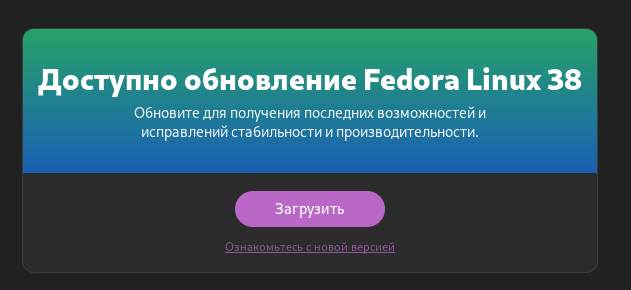 Доступно обновление Fedora Linux 38
Обновите для получения последних возможностей и
исправлений стабильности и производительности.
Загрузить
Ознакомьтесь с новой версией